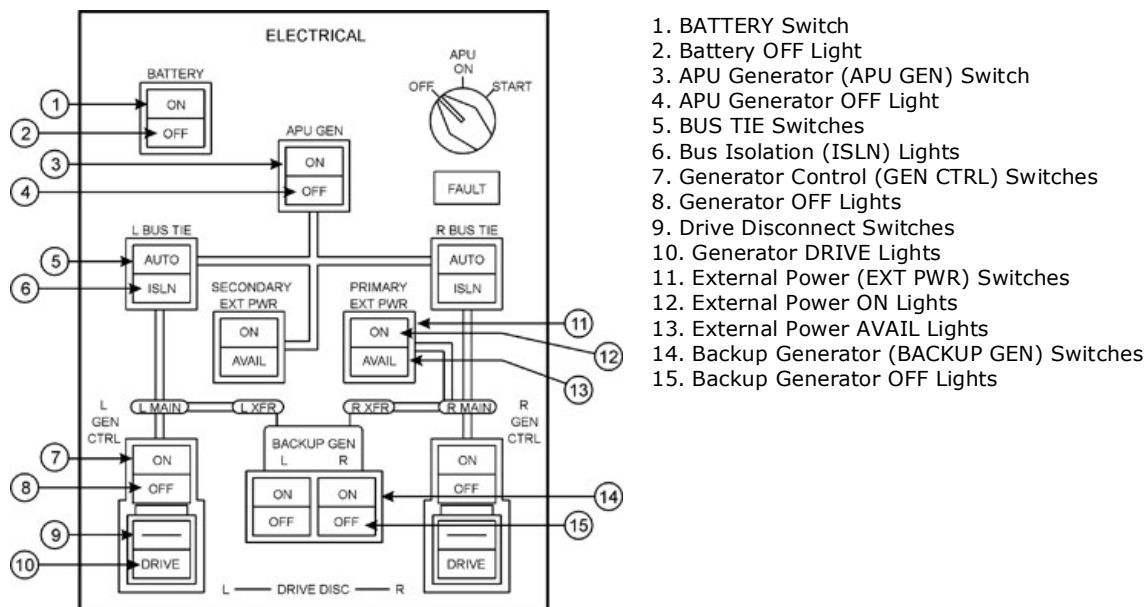 ELECTRICAL
BATTERY
ON
OFF
APU GEN
ON
OFF
OFF
APU
ON
START
FAULT
L BUS TIE
AUTO
ISLN
R BUS TIE
AUTO
ISLN
SECONDARY
EXT PWR
ON
AVAIL
PRIMARY
EXT PWR
ON
AVAIL
L MAIN
L XFR
R XFR
R MAIN
L
GEN
CTRL
ON
OFF
DRIVE
BACKUP GEN
L R
ON ON
OFF OFF
R
GEN
CTRL
ON
OFF
DRIVE
L DRIVE DISC R
1
2
3
4
5
6
7
8
9
10
11
12
13
14
15
1. BATTERY Switch
2. Battery OFF Light
3. APU Generator (APU GEN) Switch
4. APU Generator OFF Light
5. BUS TIE Switches
6. Bus Isolation (ISLN) Lights
7. Generator Control (GEN CTRL) Switches
8. Generator OFF Lights
9. Drive Disconnect Switches
10. Generator DRIVE Lights
11. External Power (EXT PWR) Switches
12. External Power ON Lights
13. External Power AVAIL Lights
14. Backup Generator (BACKUP GEN) Switches
15. Backup Generator OFF Lights